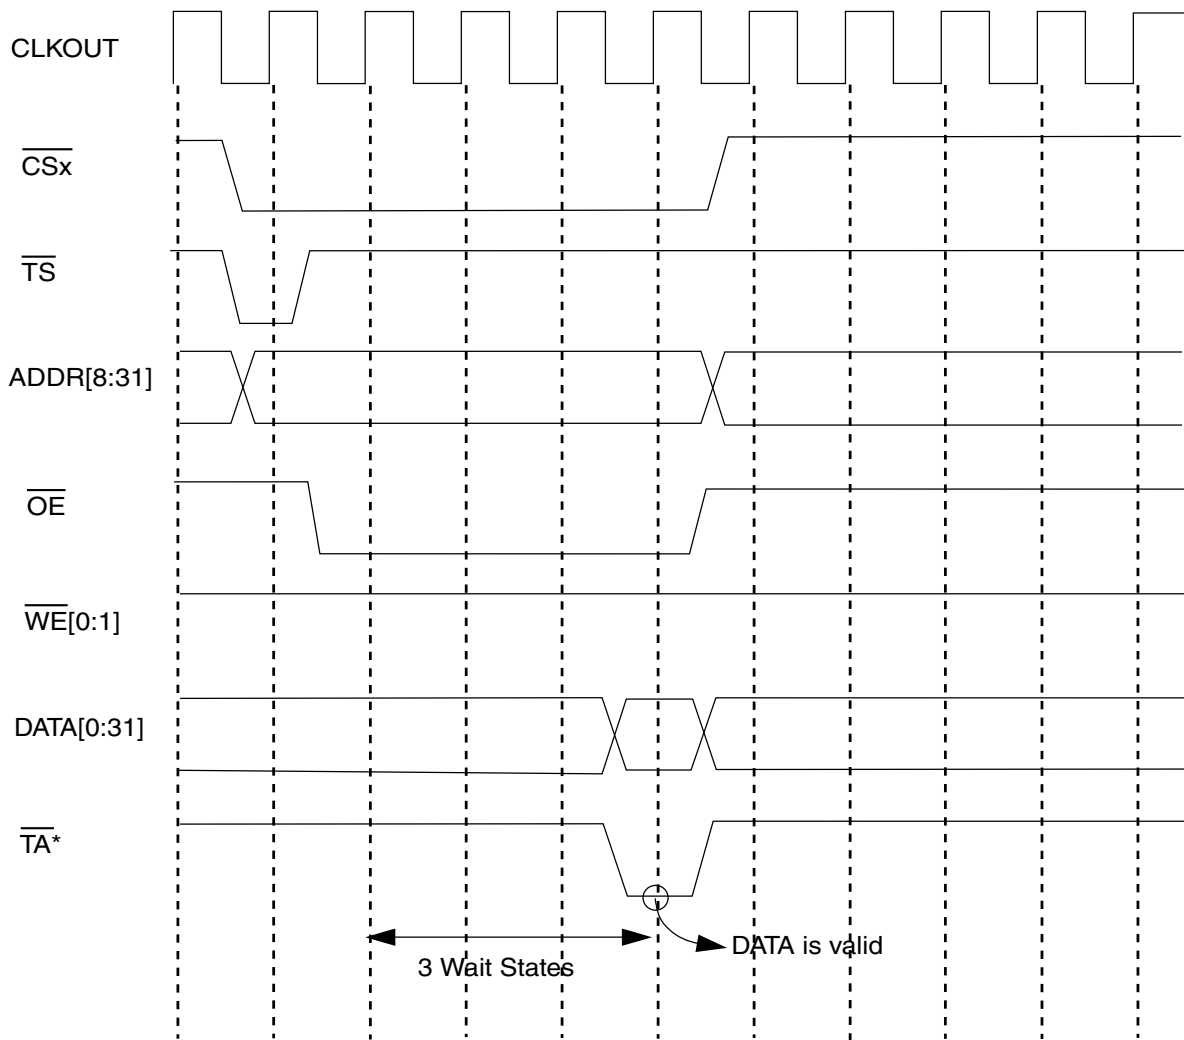 CLKOUT
CSx
TS
ADDR[8:31]
OE
WE[0:1]
DATA[0:31]
TA*
DATA is valid
3 Wait States